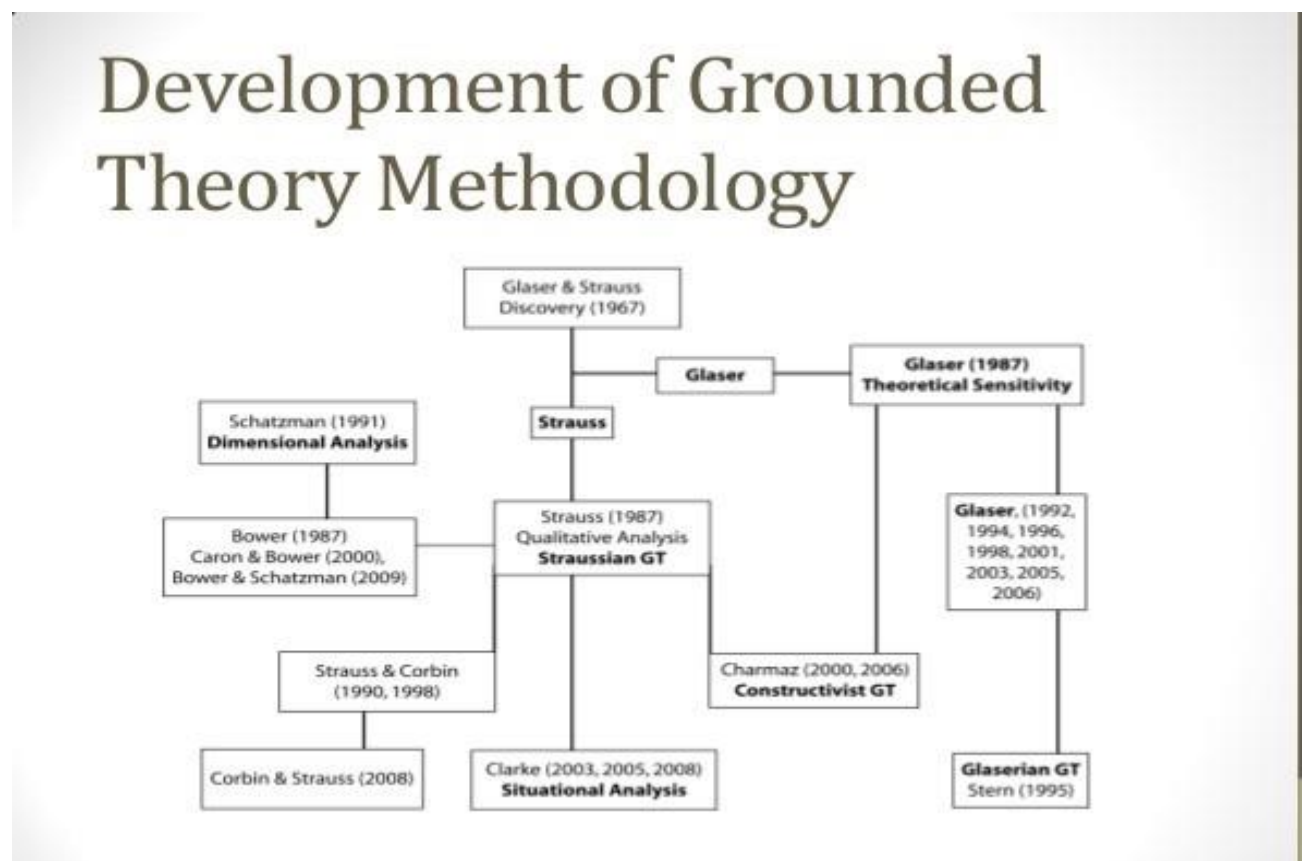 Development of Grounded
Theory Methodology
Glaser & Strauss
Discovery (1967)
Glaser
Glaser (1987)
Theoretical Sensitivity
Strauss
Schatzman (1991)
Dimensional Analysis
Bower (1987)
Caron & Bower (2000),
Bower & Schatzman (2009)
Strauss (1987)
Qualitative Analysis
Straussian GT
Glaser, (1992,
1994, 1996,
1998, 2001,
2003, 2005,
2006)
Strauss & Corbin
(1990, 1998)
Charmaz (2000, 2006)
Constructivist GT
Corbin & Strauss (2008)
Clarke (2003, 2005, 2008)
Situational Analysis
Glaserian GT
Stern (1995)